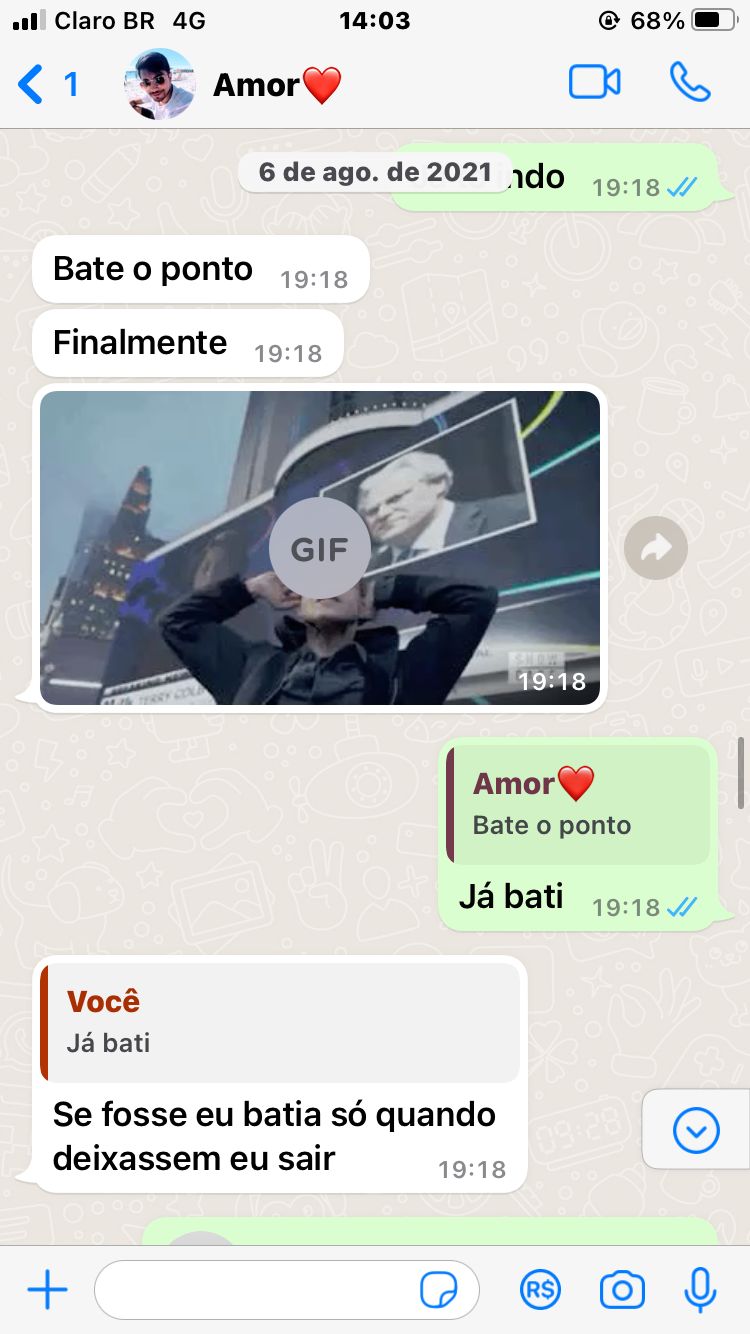 Claro BR 4G 14:03 68%
1 Amor❤️
6 de ago. de 2021
19:18
Bate o ponto 19:18
Finalmente 19:18
GIF
19:18
Amor❤️
Bate o ponto
Já bati 19:18
Você
Já bati
Se fosse eu batia só quando
deixassem eu sair 19:18
R$